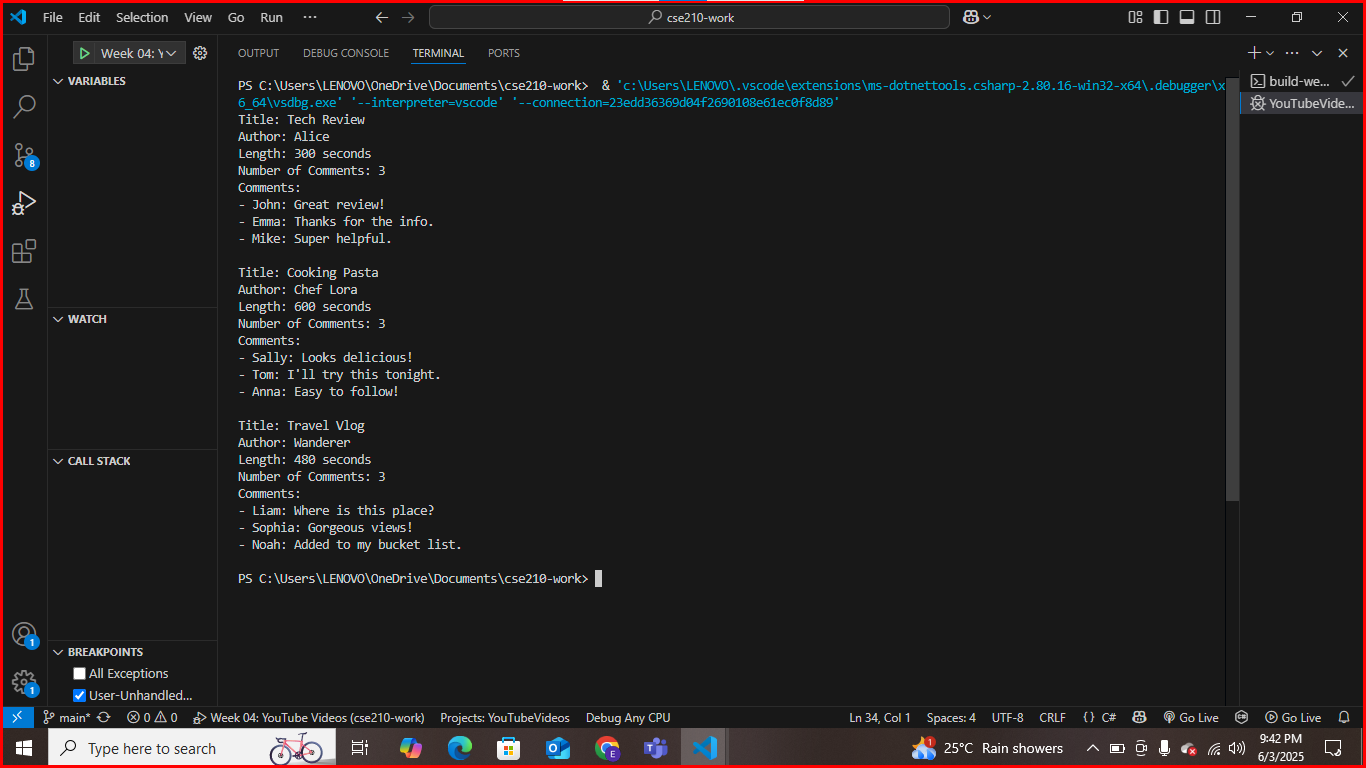 File Edit Selection View Go Run ··· cse210-work
Week 04: Y
VARIABLES
WATCH
CALL STACK
BREAKPOINTS
All Exceptions
User-Unhandled...
8
1
1
OUTPUT DEBUG CONSOLE TERMINAL PORTS
PS C:\Users\LENOVO\OneDrive\Documents\cse210-work>  & 'c:\Users\LENOVO\.vscode\extensions\ms-dotnettools.csharp-2.80.16-win32-x64\.debugger\x
6_64\vsdbg.exe' '--interpreter=vscode' '--connection=23edd36369d04f2690108e61ec0f8d89'
Title: Tech Review
Author: Alice
Length: 300 seconds
Number of Comments: 3
Comments:
- John: Great review!
- Emma: Thanks for the info.
- Mike: Super helpful.
Title: Cooking Pasta
Author: Chef Lora
Length: 600 seconds
Number of Comments: 3
Comments:
- Sally: Looks delicious!
- Tom: I'll try this tonight.
- Anna: Easy to follow!
Title: Travel Vlog
Author: Wanderer
Length: 480 seconds
Number of Comments: 3
Comments:
- Liam: Where is this place?
- Sophia: Gorgeous views!
- Noah: Added to my bucket list.
PS C:\Users\LENOVO\OneDrive\Documents\cse210-work>
build-we...
YouTubeVide...
main* 0 0 Week 04: YouTube Videos (cse210-work) Projects: YouTubeVideos Debug Any CPU Ln 34, Col 1 Spaces: 4 UTF-8 CRLF {} C# Go Live Go Live
Type here to search 1 25°C Rain showers 9:42 PM
6/3/2025